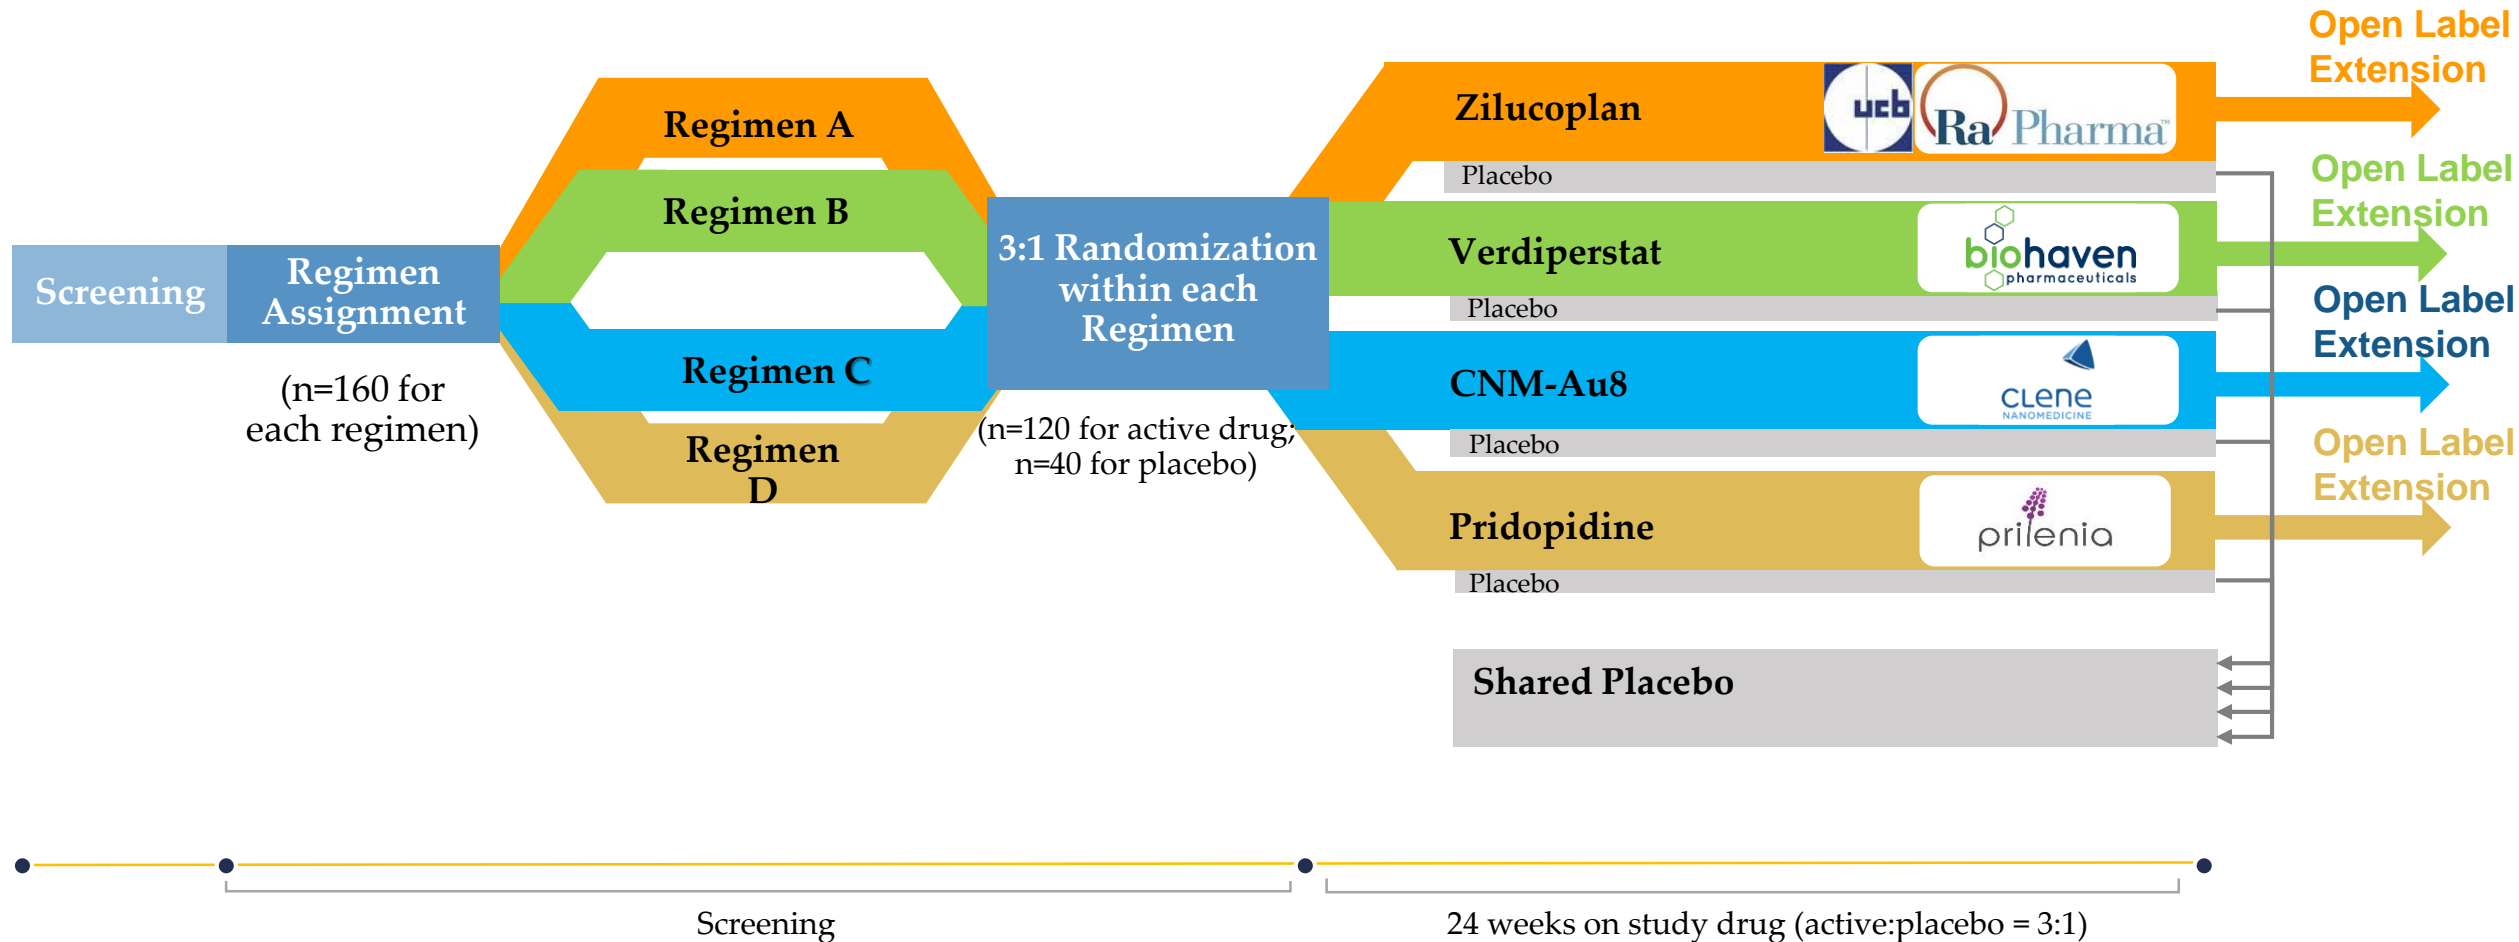 Screening
Regimen
Assignment
(n=160 for
each regimen)
Regimen A
Regimen B
Regimen C
Regimen
D
3:1 Randomization
within each
Regimen
(n=120 for active drug;
n=40 for placebo)
Zilucoplan
ucb
Ra Pharma™
Placebo
Verdiperstat
biohaven
pharmaceuticals
Placebo
CNM-Au8
CLENE
NANOMEDICINE
Placebo
Pridopidine
prilenia
Placebo
Shared Placebo
Open Label
Extension
Open Label
Extension
Open Label
Extension
Open Label
Extension
Screening
24 weeks on study drug (active:placebo = 3:1)